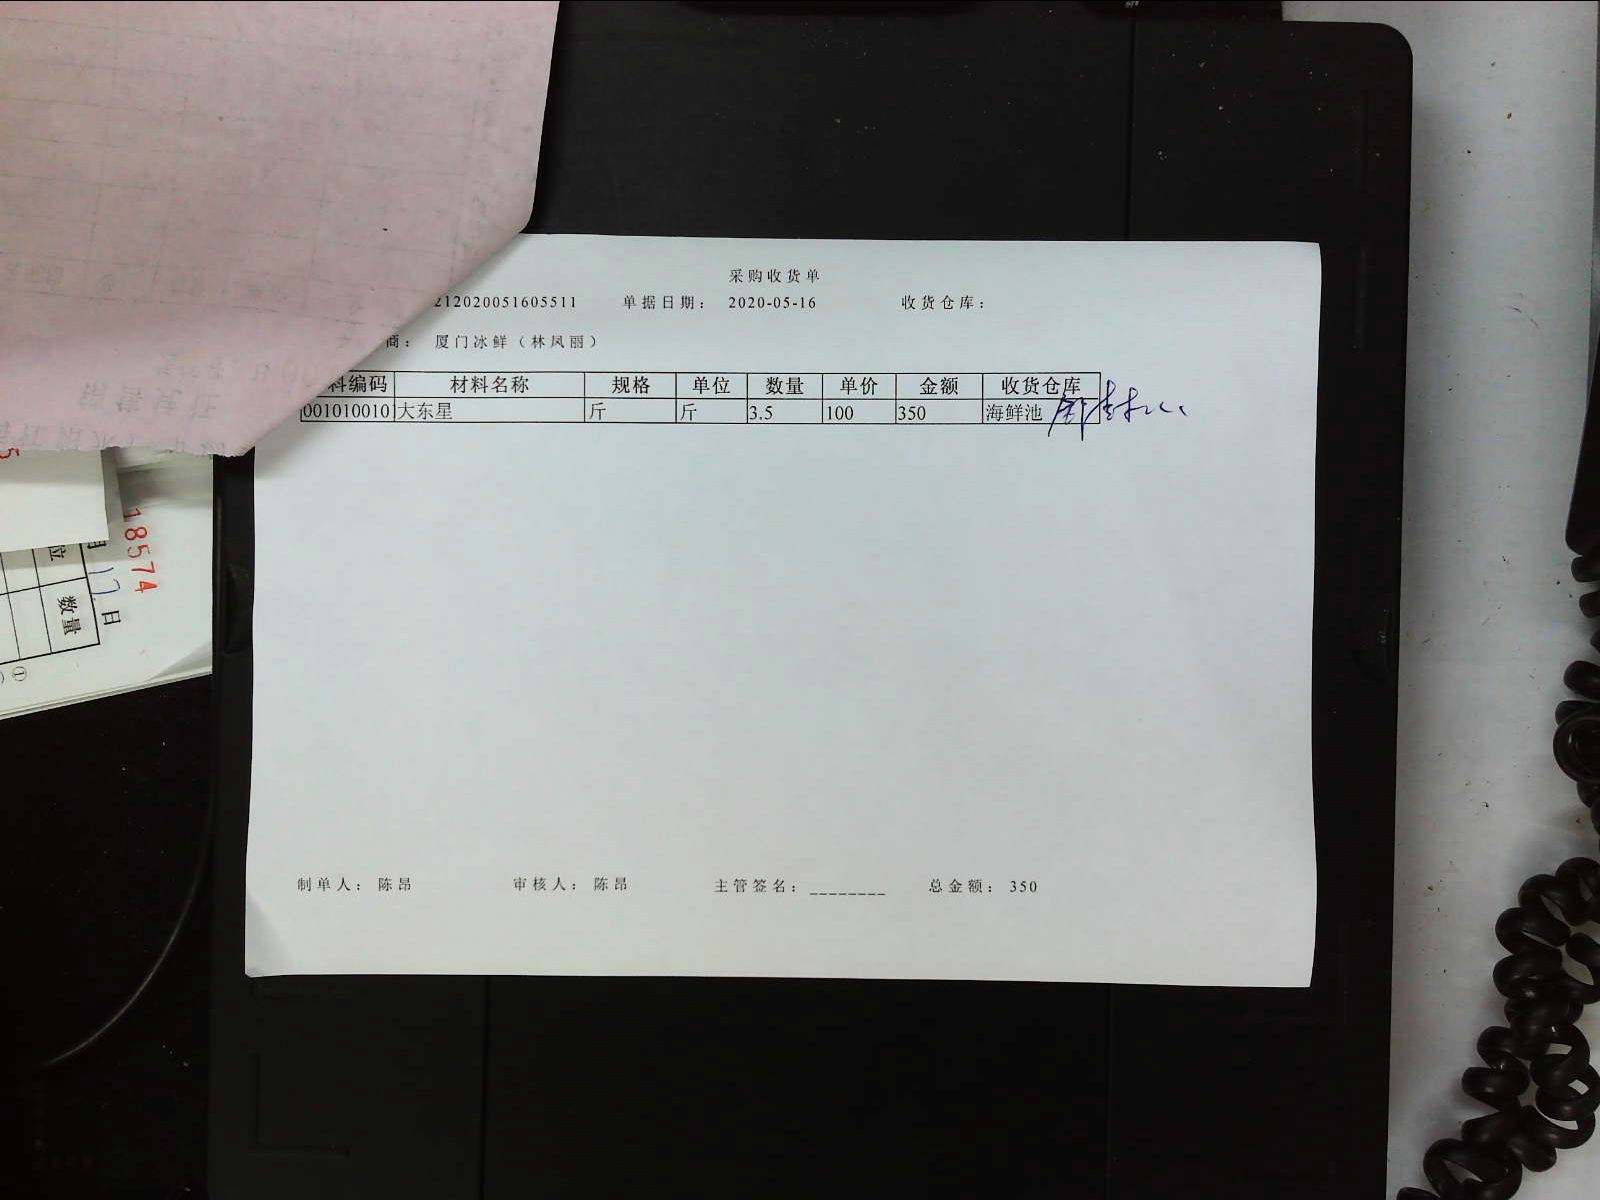 采购收货单
212020051605511 单据日期： 2020-05-16 收货仓库：
商： 厦门冰鲜（林凤丽）
料编码 材料名称 规格 单位 数量 单价 金额 收货仓库
001010010 大东星 斤 斤 3.5 100 350 海鲜池
制单人： 陈昂 审核人： 陈昂 主管签名： ________ 总金额： 350
18574
月 17 日
位 数量
①